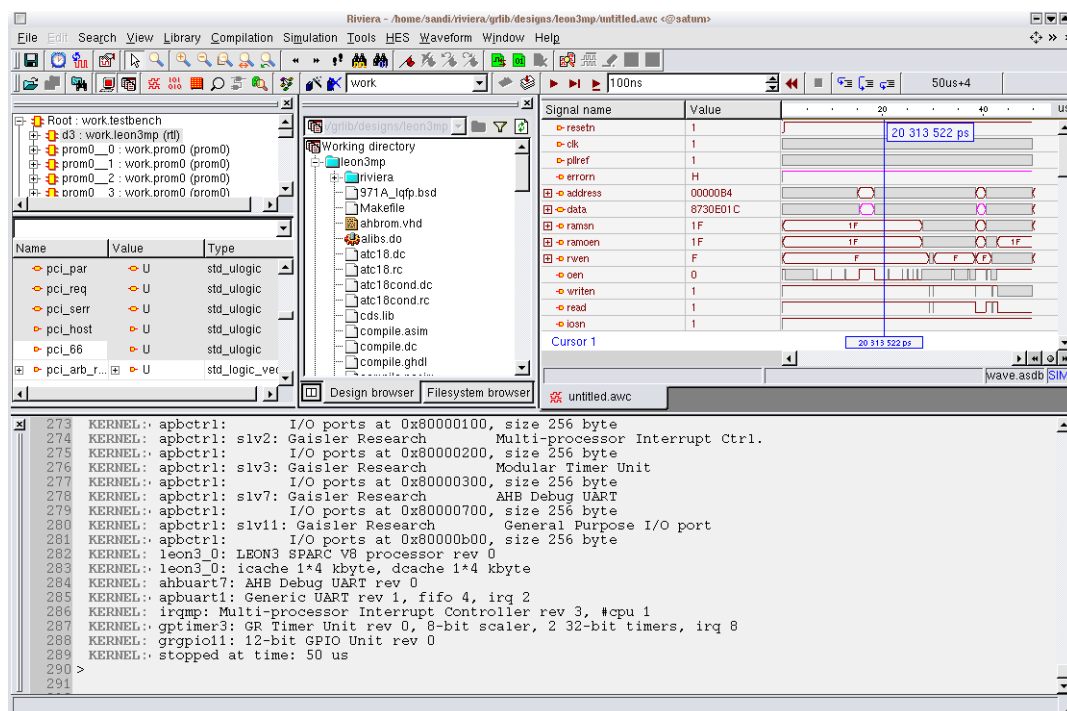 Riviera - /home/sandi/riviera/grlib/designs/leon3mp/untitled.awc <@saturn>
File Edit Search View Library Compilation Simulation Tools HES Waveform Window Help
work
100ns
50us+4
Root : work.testbench
d3 : work.leon3mp (rtl)
prom0__0 : work.prom0 (prom0)
prom0__1 : work.prom0 (prom0)
prom0__2 : work.prom0 (prom0)
prom0__3 : work.prom0 (prom0)
Name Value Type
pci_par U std_ulogic
pci_req U std_ulogic
pci_serr U std_ulogic
pci_host U std_ulogic
pci_66 U std_ulogic
pci_arb_r... U std_logic_vec
v/grlib/designs/leon3mp
Working directory
leon3mp
riviera
971A_lqfp.bsd
Makefile
ahbrom.vhd
alibs.do
atc18.dc
atc18.rc
atc18cond.dc
atc18cond.rc
cds.lib
compile.asim
compile.dc
compile.ghdl
Design browser Filesystem browser
Signal name Value 20 40 us
20 313 522 ps
resetn 1
clk 1
pllref 1
errorn H
address 00000B4
data 8730E01C
ramsn 1F 1F
ramoen 1F 1F 1F
rwen F F F F
oen 0
writen 1
read 1
iosn 1
Cursor 1 20 313 522 ps
wave.asdb SIM
untitled.awc
273 KERNEL: apbctrl: I/O ports at 0x80000100, size 256 byte
274 KERNEL: apbctrl: slv2: Gaisler Research Multi-processor Interrupt Ctrl.
275 KERNEL: apbctrl: I/O ports at 0x80000200, size 256 byte
276 KERNEL: apbctrl: slv3: Gaisler Research Modular Timer Unit
277 KERNEL: apbctrl: I/O ports at 0x80000300, size 256 byte
278 KERNEL: apbctrl: slv7: Gaisler Research AHB Debug UART
279 KERNEL: apbctrl: I/O ports at 0x80000700, size 256 byte
280 KERNEL: apbctrl: slv11: Gaisler Research General Purpose I/O port
281 KERNEL: apbctrl: I/O ports at 0x80000b00, size 256 byte
282 KERNEL: leon3_0: LEON3 SPARC V8 processor rev 0
283 KERNEL: leon3_0: icache 1*4 kbyte, dcache 1*4 kbyte
284 KERNEL: ahbuart7: AHB Debug UART rev 0
285 KERNEL: apbuart1: Generic UART rev 1, fifo 4, irq 2
286 KERNEL: irqmp: Multi-processor Interrupt Controller rev 3, #cpu 1
287 KERNEL: gptimer3: GR Timer Unit rev 0, 8-bit scaler, 2 32-bit timers, irq 8
288 KERNEL: grgpio11: 12-bit GPIO Unit rev 0
289 KERNEL: stopped at time: 50 us
290 >
291